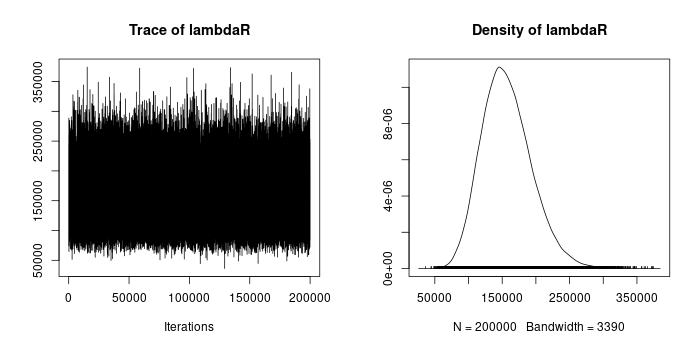 Trace of lambdaR
350000
250000
150000
50000
0
50000
100000
150000
200000
Iterations
Density of lambdaR
8e-06
4e-06
0e+00
50000
150000
250000
350000
N = 200000 Bandwidth = 3390